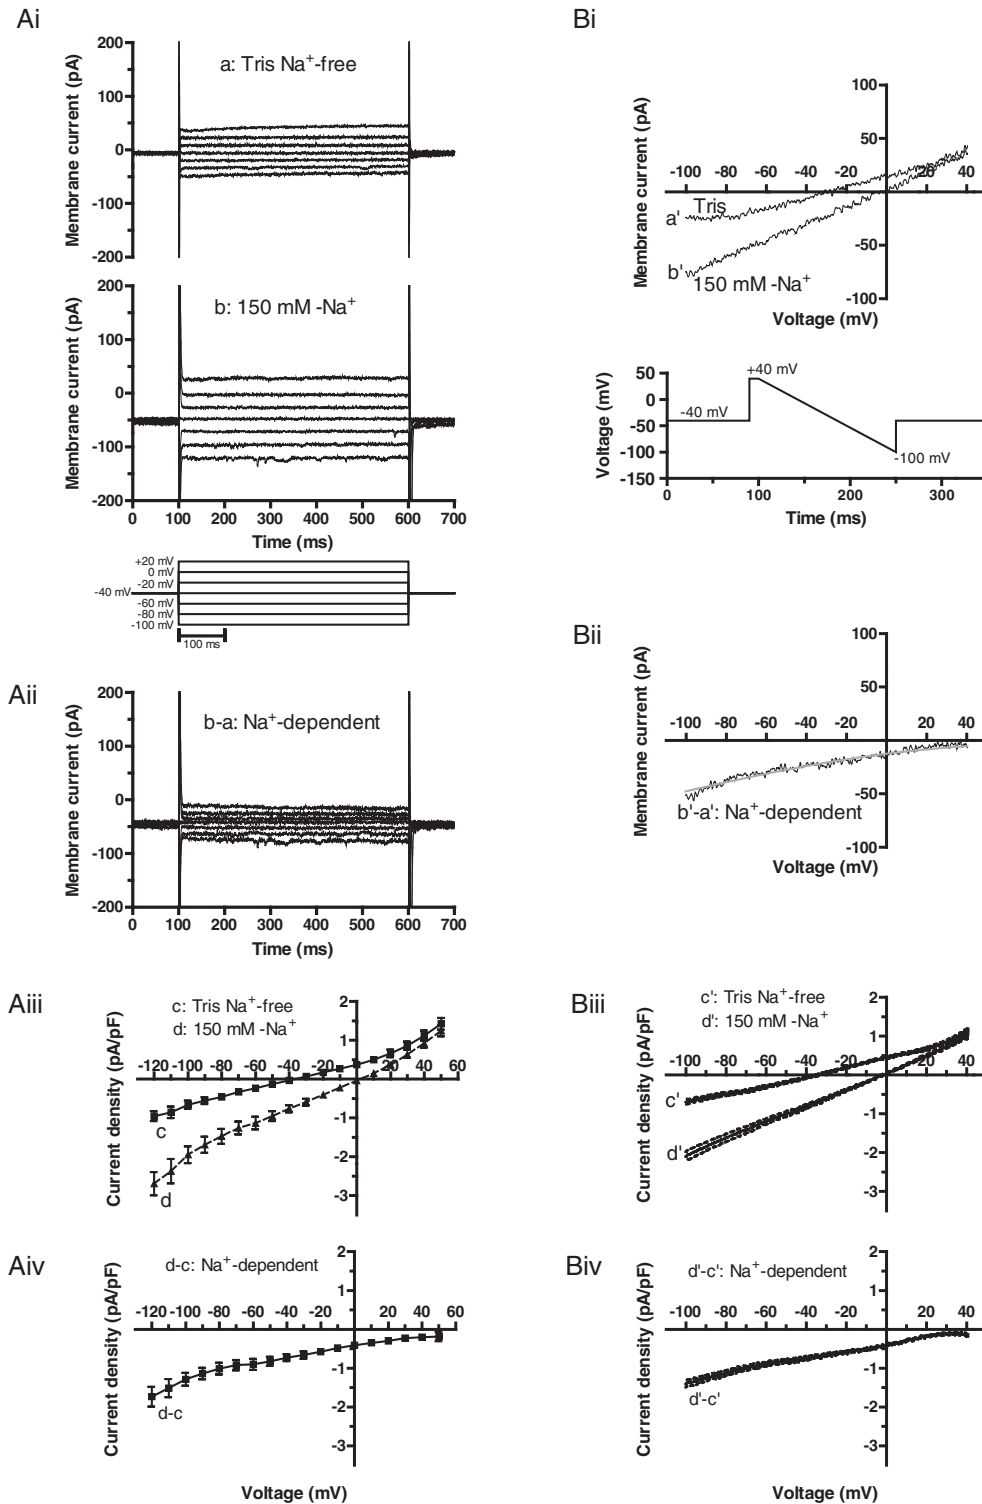 Ai
Membrane current (pA)
200
100
0
-100
-200
a: Tris Na⁺-free
Membrane current (pA)
200
100
0
-100
-200
b: 150 mM -Na⁺
0 100 200 300 400 500 600 700
Time (ms)
+20 mV
0 mV
-20 mV
-40 mV
-60 mV
-80 mV
-100 mV
100 ms
Aii
Membrane current (pA)
200
100
0
-100
-200
b-a: Na⁺-dependent
0 100 200 300 400 500 600 700
Time (ms)
Aiii
Current density (pA/pF)
c: Tris Na⁺-free
d: 150 mM -Na⁺
2
1
-120 -100 -80 -60 -40 -20 20 40 60
-1
-2
-3
c
d
Aiv
Current density (pA/pF)
d-c: Na⁺-dependent
2
1
-120 -100 -80 -60 -40 -20 20 40 60
-1
-2
-3
d-c
Voltage (mV)
Bi
Membrane current (pA)
100
50
-100 -80 -60 -40 -20 20 40
-50
-100
a' Tris
b' 150 mM -Na⁺
Voltage (mV)
Voltage (mV)
50
0
-50
-100
-150
-40 mV
+40 mV
-100 mV
0 100 200 300
Time (ms)
Bii
Membrane current (pA)
100
50
-100 -80 -60 -40 -20 20 40
-50
-100
b'-a': Na⁺-dependent
Voltage (mV)
Biii
Current density (pA/pF)
c': Tris Na⁺-free
d': 150 mM -Na⁺
2
1
-100 -80 -60 -40 -20 20 40
-1
-2
-3
c'
d'
Biv
Current density (pA/pF)
d'-c': Na⁺-dependent
2
1
-100 -80 -60 -40 -20 20 40
-1
-2
-3
d'-c'
Voltage (mV)